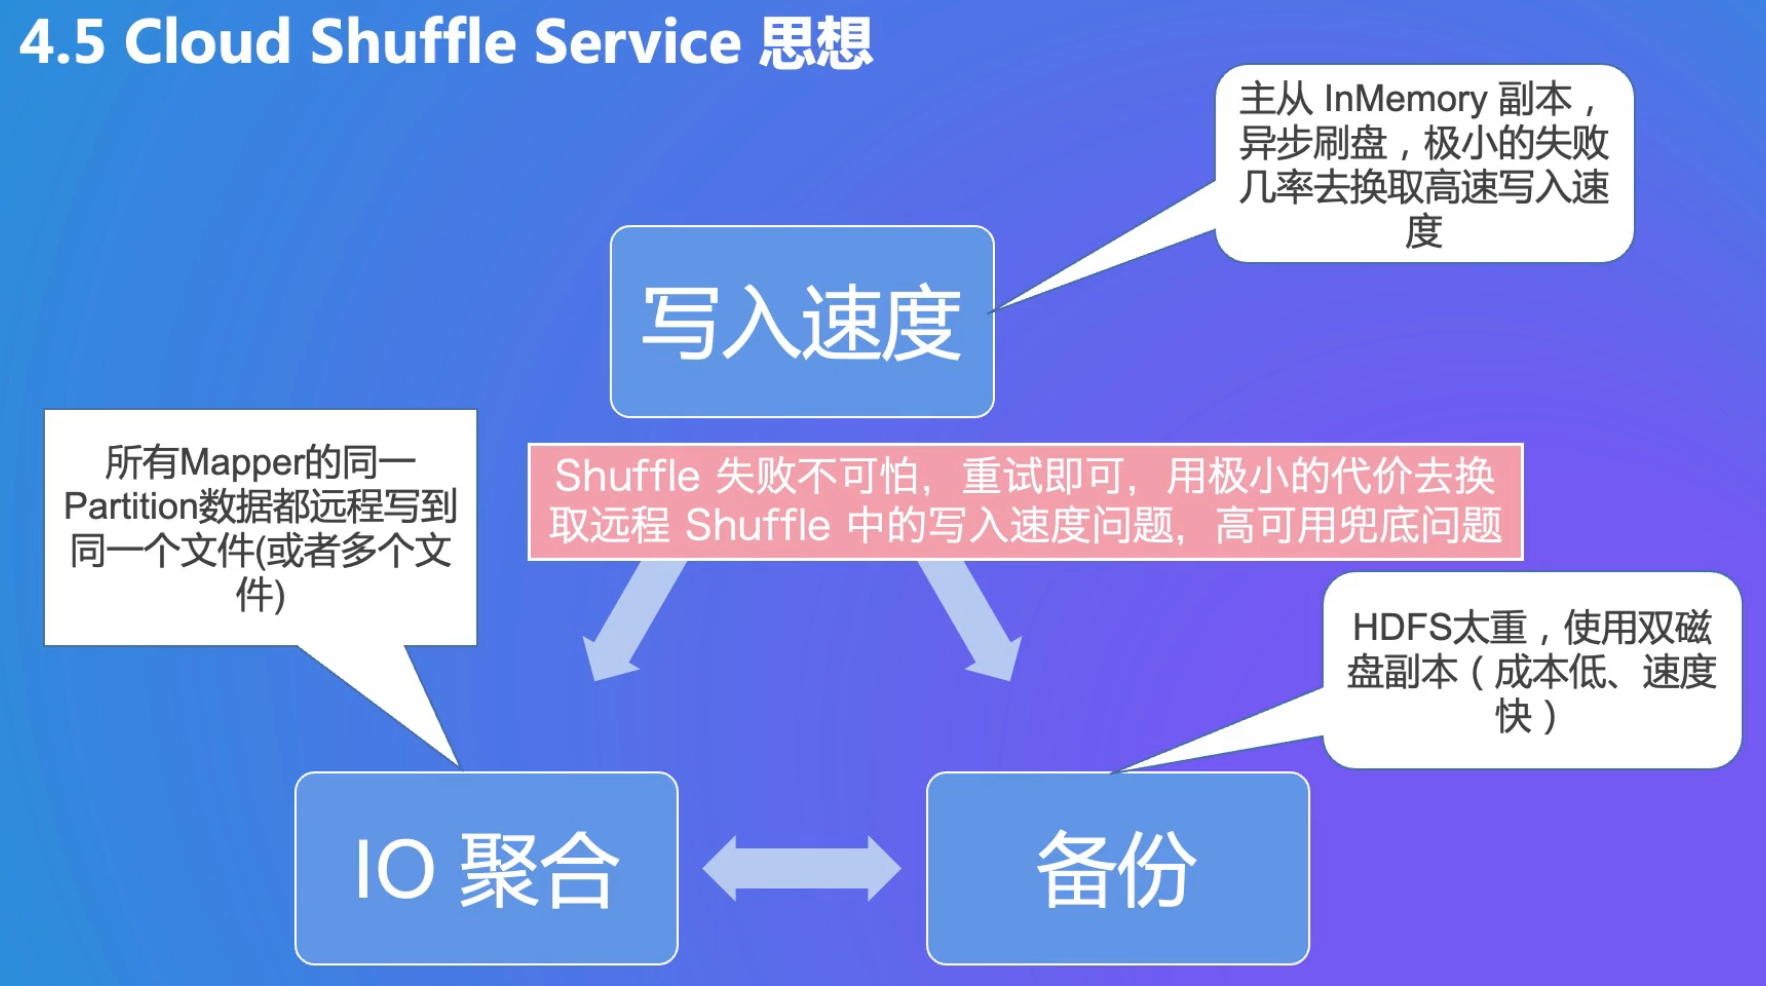 4.5 Cloud Shuffle Service 思想
主从 InMemory 副本，
异步刷盘，极小的失败
几率去换取高速写入速
度
写入速度
所有Mapper的同一
Partition数据都远程写到
同一个文件(或者多个文
件)
Shuffle 失败不可怕，重试即可，用极小的代价去换
取远程 Shuffle 中的写入速度问题，高可用兜底问题
HDFS太重，使用双磁
盘副本（成本低、速度
快）
IO 聚合
备份